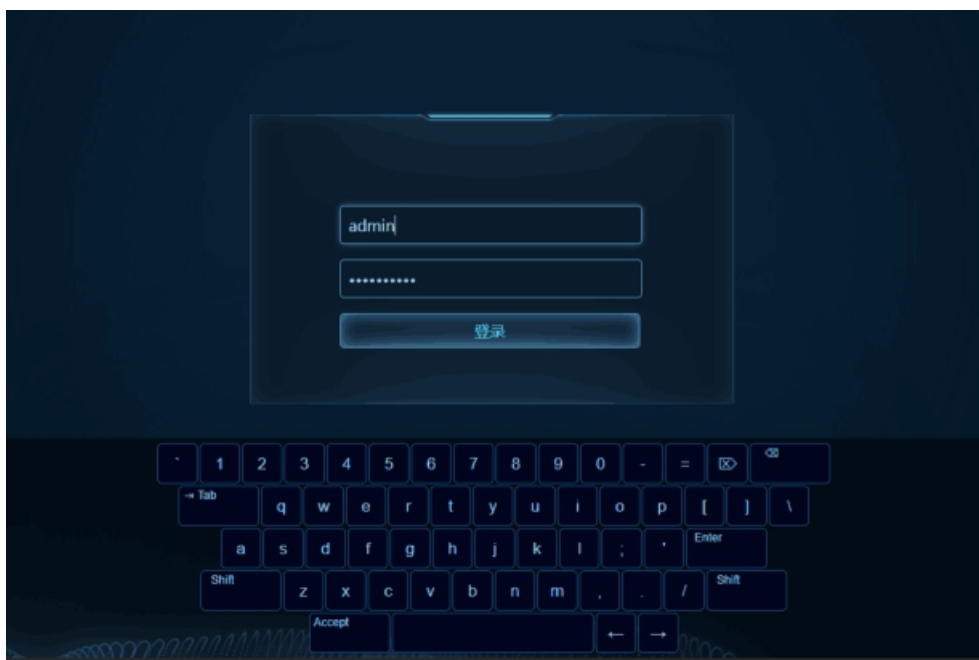 admin
••••••••••
登录
` 1 2 3 4 5 6 7 8 9 0 - = ⌦ ⌫
⇥ Tab q w e r t y u i o p [ ] \
a s d f g h j k l ; ' Enter
Shift z x c v b n m , . / Shift
Accept ← →